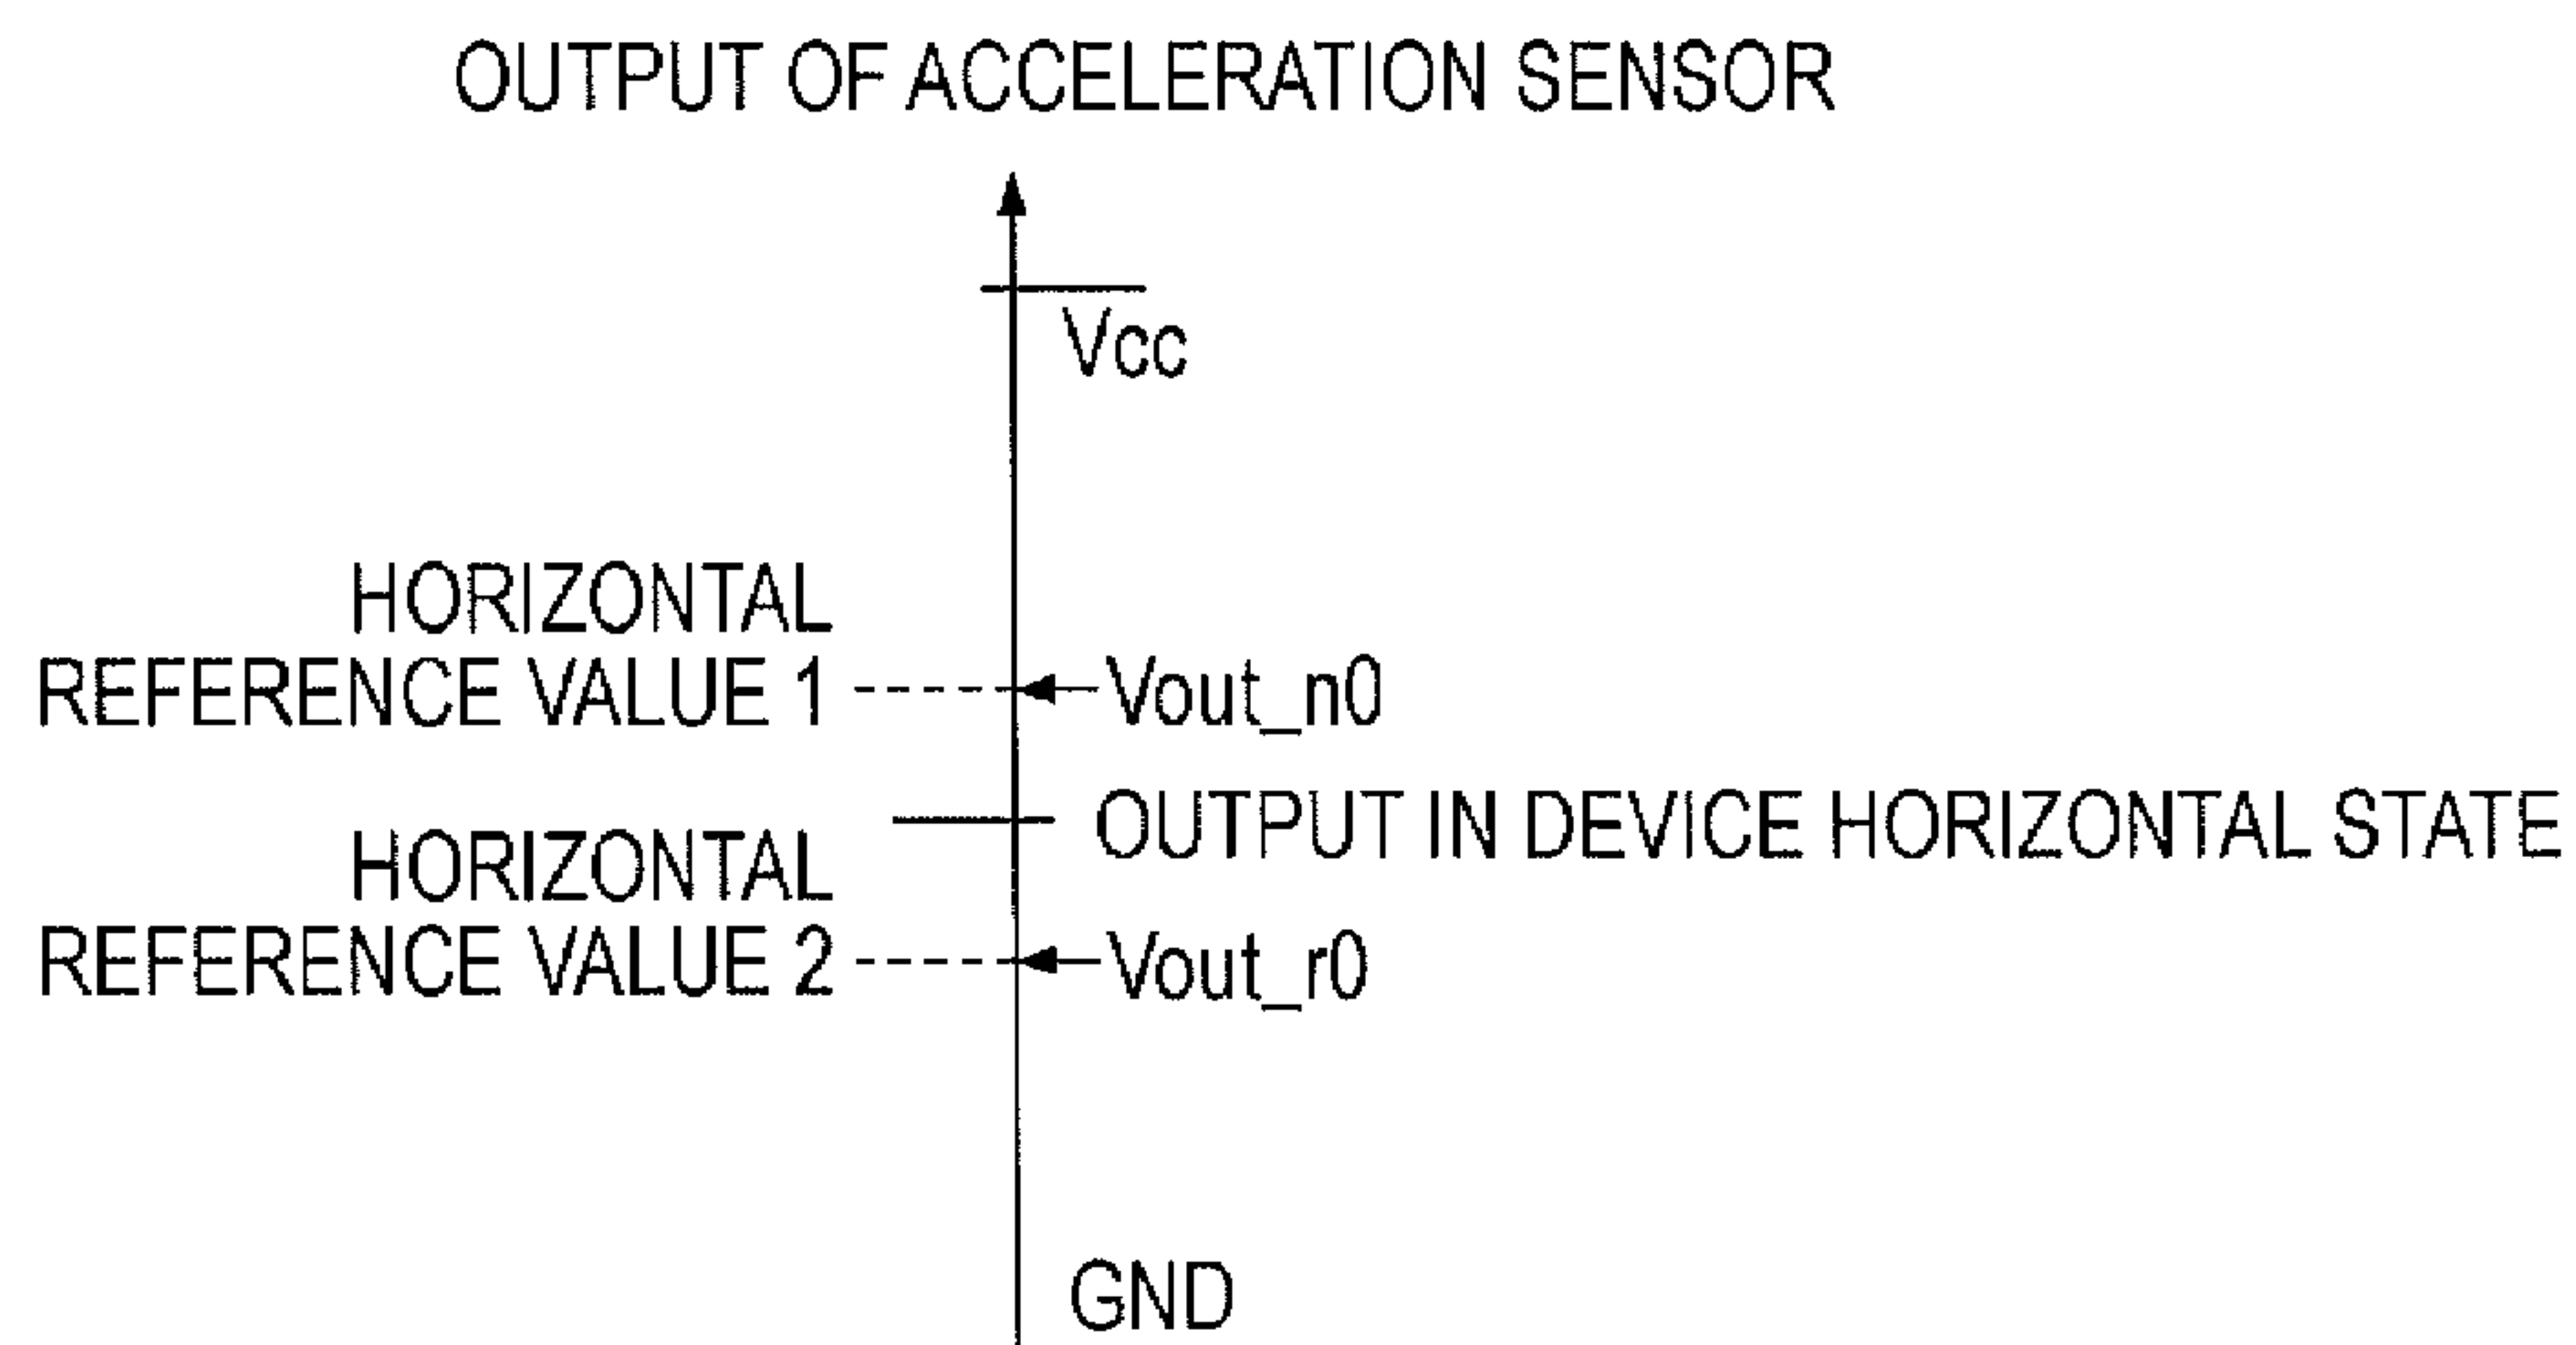 OUTPUT OF ACCELERATION SENSOR
Vcc
HORIZONTAL
REFERENCE VALUE 1
Vout_n0
OUTPUT IN DEVICE HORIZONTAL STATE
HORIZONTAL
REFERENCE VALUE 2
Vout_r0
GND